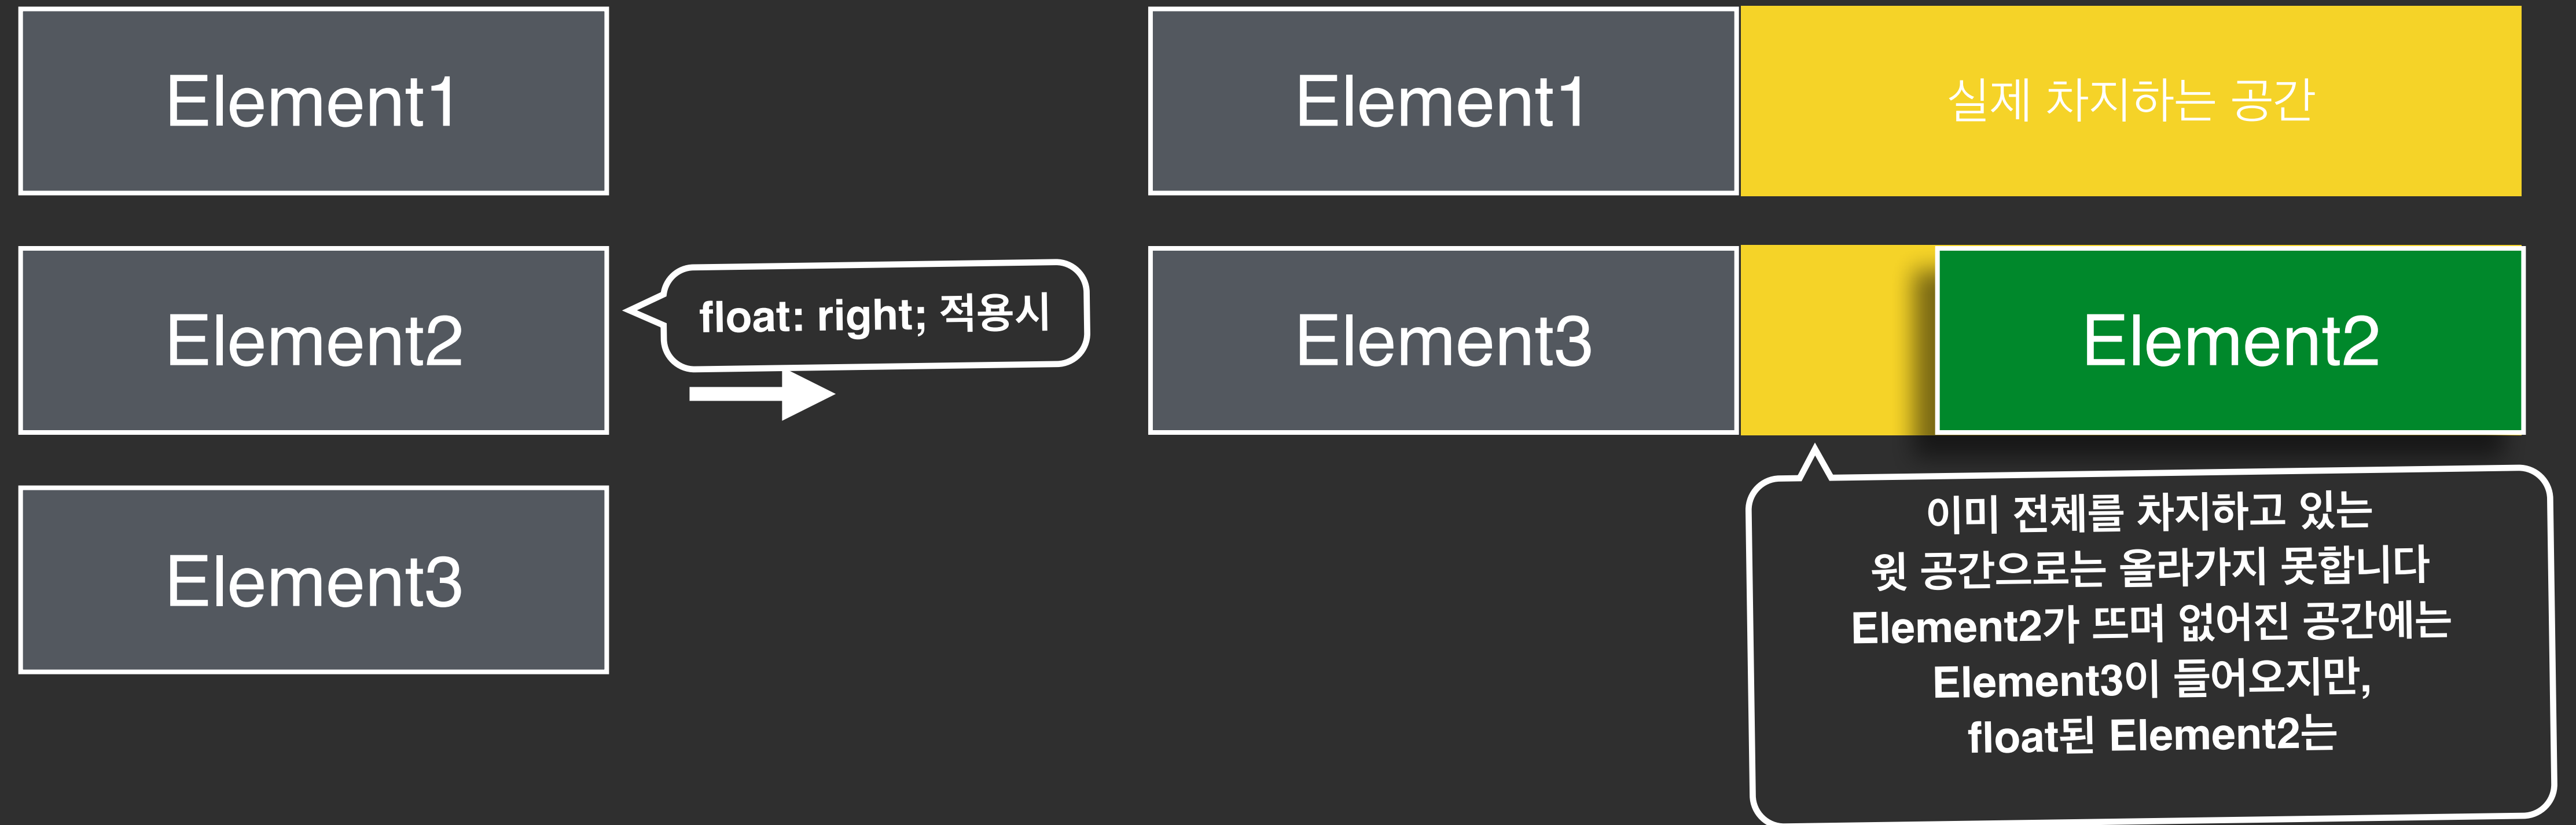 Element1
Element2
Element3
float: right; 적용시
Element1
실제 차지하는 공간
Element3
Element2
이미 전체를 차지하고 있는
윗 공간으로는 올라가지 못합니다
Element2가 뜨며 없어진 공간에는
Element3이 들어오지만,
float된 Element2는